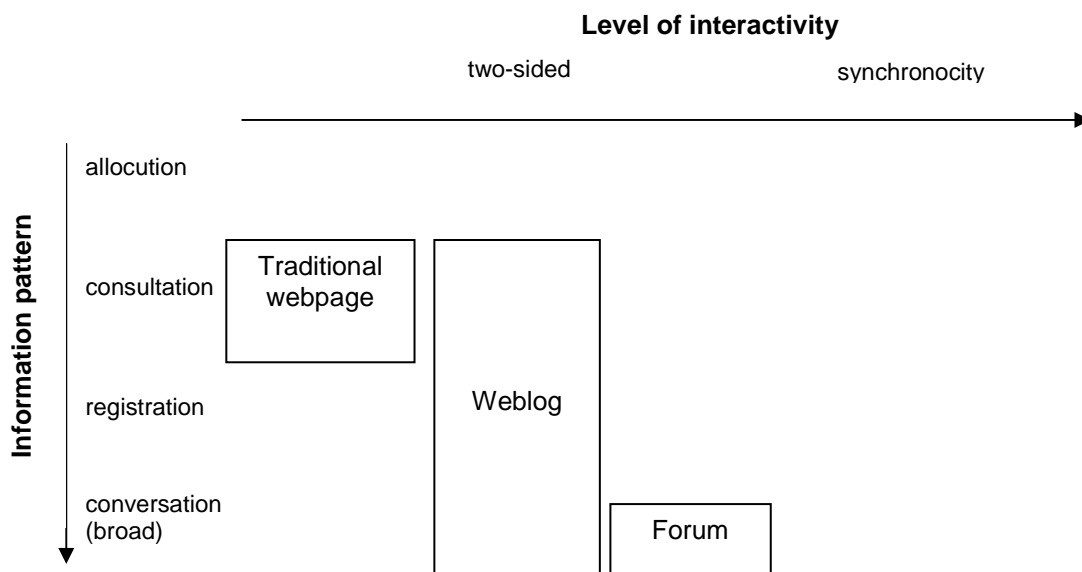 Level of interactivity
two-sided
synchronocity
Information pattern
allocution
consultation
Traditional
webpage
registration
Weblog
conversation
(broad)
Forum